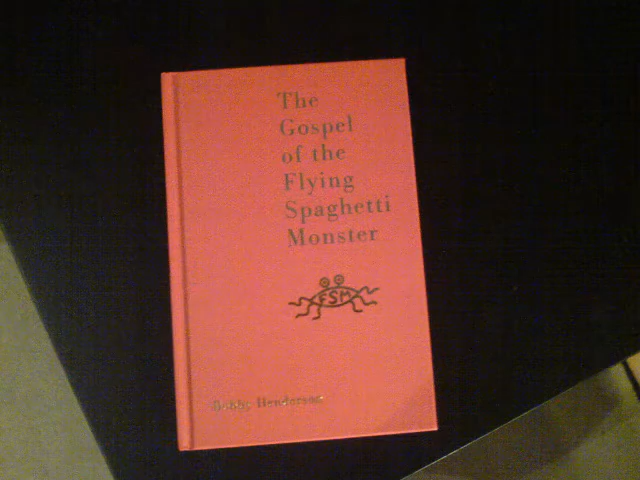 The
Gospel
of the
Flying
Spaghetti
Monster
FSM
Bobby Henderson